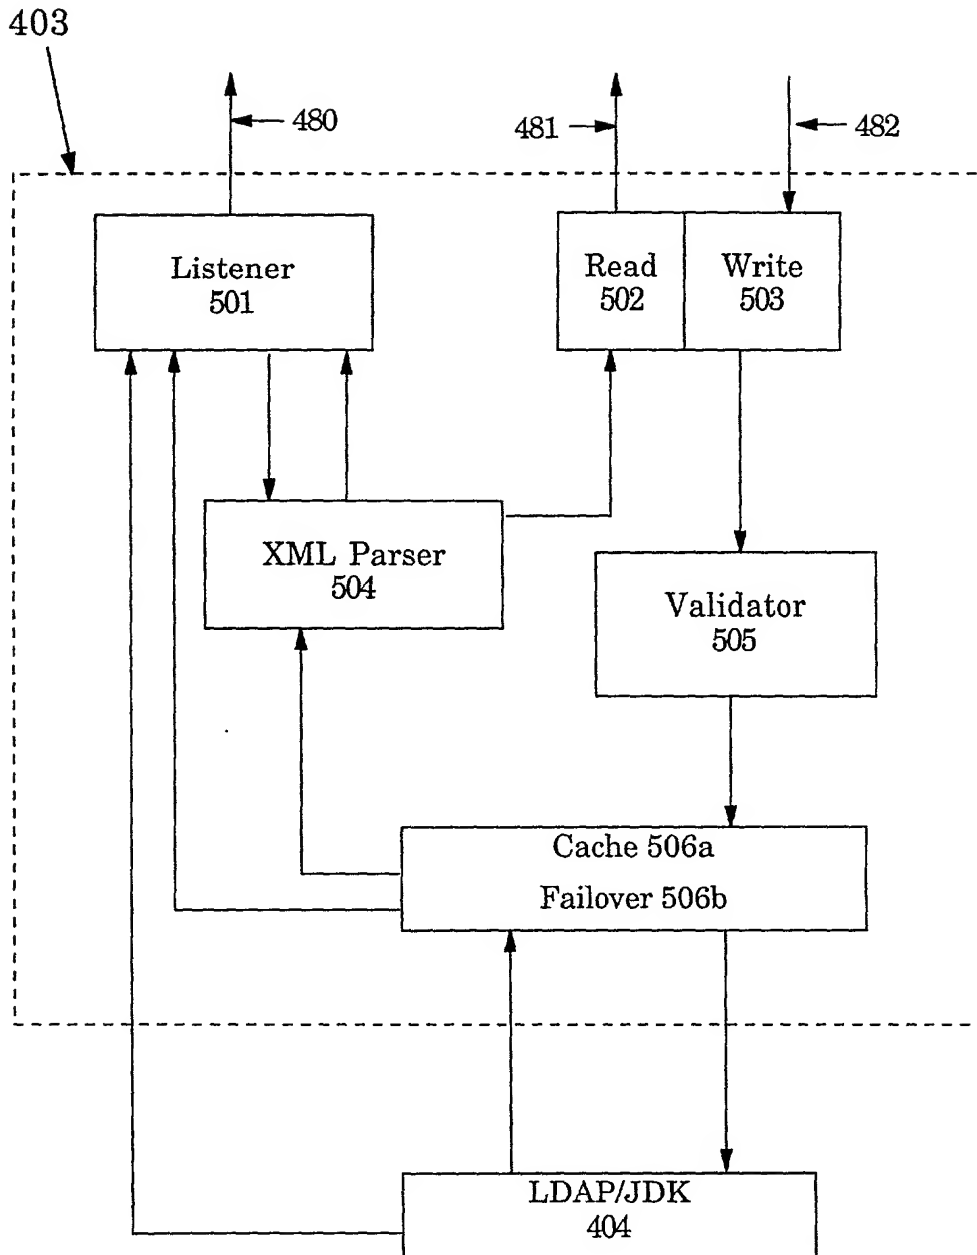 403
480
481
482
Listener
501
Read
502
Write
503
XML Parser
504
Validator
505
Cache 506a
Failover 506b
LDAP/JDK
404